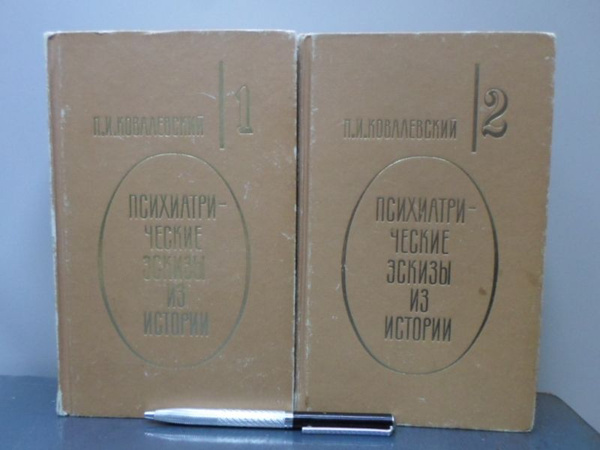 П.И.КОВАЛЕВСКИЙ
1
ПСИХИАТРИ-
ЧЕСКИЕ
ЭСКИЗЫ
ИЗ
ИСТОРИИ
П.И.КОВАЛЕВСКИЙ
2
ПСИХИАТРИ-
ЧЕСКИЕ
ЭСКИЗЫ
ИЗ
ИСТОРИИ